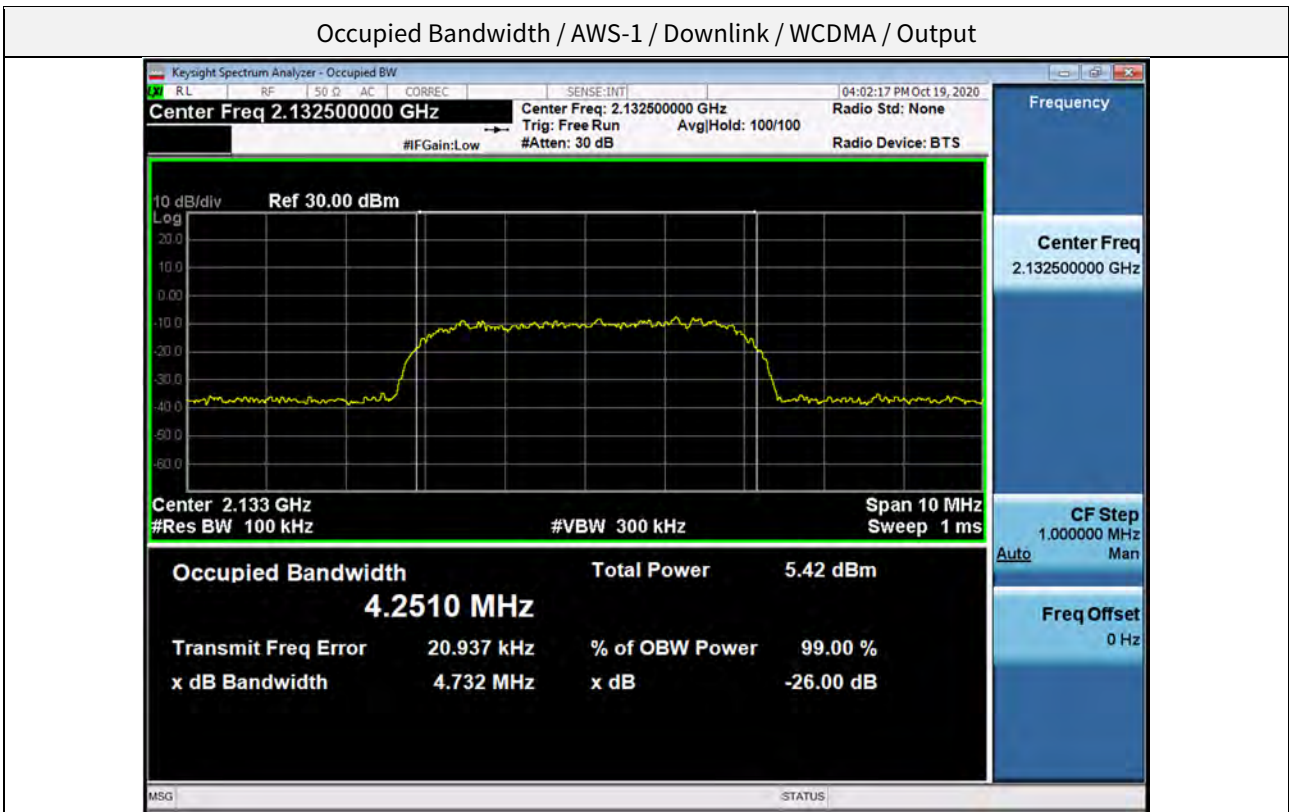 Occupied Bandwidth / AWS-1 / Downlink / WCDMA / Output
Keysight Spectrum Analyzer - Occupied BW
LXI RL RF 50 Ω AC CORREC SENSE:INT 04:02:17 PM Oct 19, 2020
Center Freq 2.132500000 GHz Center Freq: 2.132500000 GHz Radio Std: None
Trig: Free Run Avg|Hold: 100/100
#IFGain:Low #Atten: 30 dB Radio Device: BTS
10 dB/div Ref 30.00 dBm
Log
20.0
10.0
0.00
-10.0
-20.0
-30.0
-40.0
-50.0
-60.0
Center 2.133 GHz Span 10 MHz
#Res BW 100 kHz #VBW 300 kHz Sweep 1 ms
Occupied Bandwidth Total Power 5.42 dBm
4.2510 MHz
Transmit Freq Error 20.937 kHz % of OBW Power 99.00 %
x dB Bandwidth 4.732 MHz x dB -26.00 dB
Frequency
Center Freq
2.132500000 GHz
CF Step
1.000000 MHz
Auto Man
Freq Offset
0 Hz
MSG STATUS